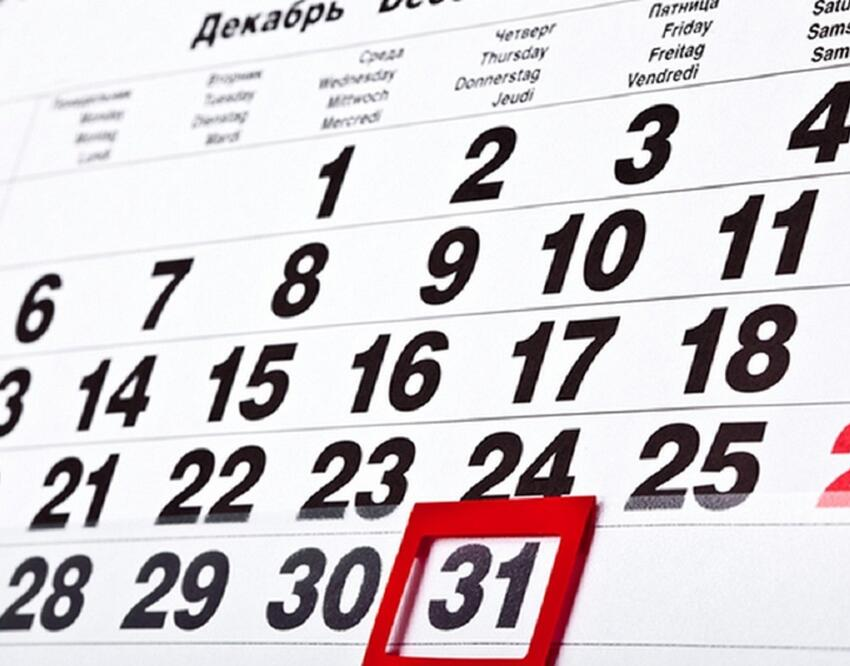 Декабрь
Понедельник Вторник Среда Четверг Пятница
Monday Tuesday Wednesday Thursday Friday
Montag Dienstag Mittwoch Donnerstag Freitag
Lundi Mardi Mercredi Jeudi Vendredi
1 2 3 4
6 7 8 9 10 11
14 15 16 17 18
21 22 23 24 25
28 29 30 31